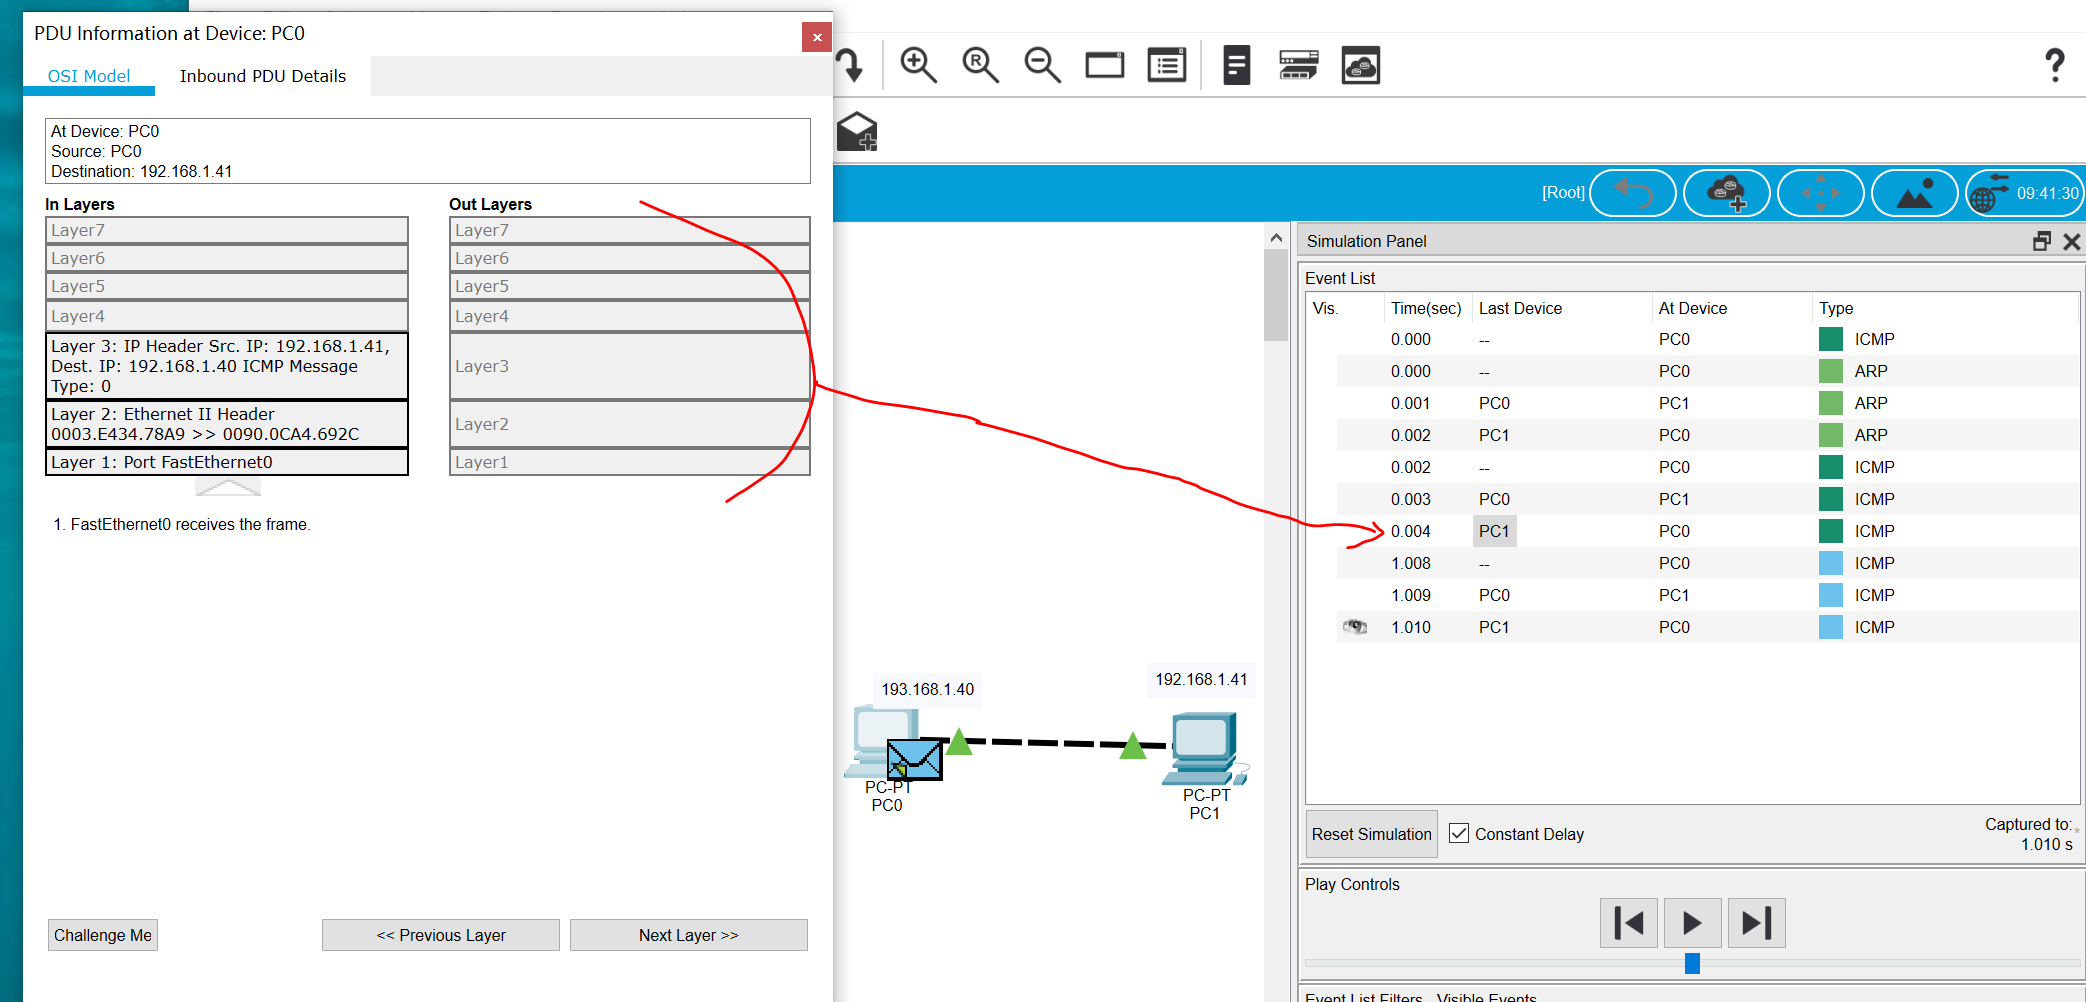 PDU Information at Device: PC0
x
OSI Model
Inbound PDU Details
At Device: PC0
Source: PC0
Destination: 192.168.1.41
In Layers
Out Layers
Layer7
Layer7
Layer6
Layer6
Layer5
Layer5
Layer4
Layer4
Layer 3: IP Header Src. IP: 192.168.1.41,
Dest. IP: 192.168.1.40 ICMP Message
Type: 0
Layer3
Layer 2: Ethernet II Header
0003.E434.78A9 >> 0090.0CA4.692C
Layer2
Layer 1: Port FastEthernet0
Layer1
1. FastEthernet0 receives the frame.
Challenge Me
<< Previous Layer
Next Layer >>
R
?
[Root]
09:41:30
193.168.1.40
192.168.1.41
PC-PT
PC0
PC-PT
PC1
Simulation Panel
Event List
Vis. Time(sec) Last Device At Device Type
0.000 -- PC0 ICMP
0.000 -- PC0 ARP
0.001 PC0 PC1 ARP
0.002 PC1 PC0 ARP
0.002 -- PC0 ICMP
0.003 PC0 PC1 ICMP
0.004 PC1 PC0 ICMP
1.008 -- PC0 ICMP
1.009 PC0 PC1 ICMP
1.010 PC1 PC0 ICMP
Reset Simulation
Constant Delay
Captured to: *
1.010 s
Play Controls
Event List Filters - Visible Events